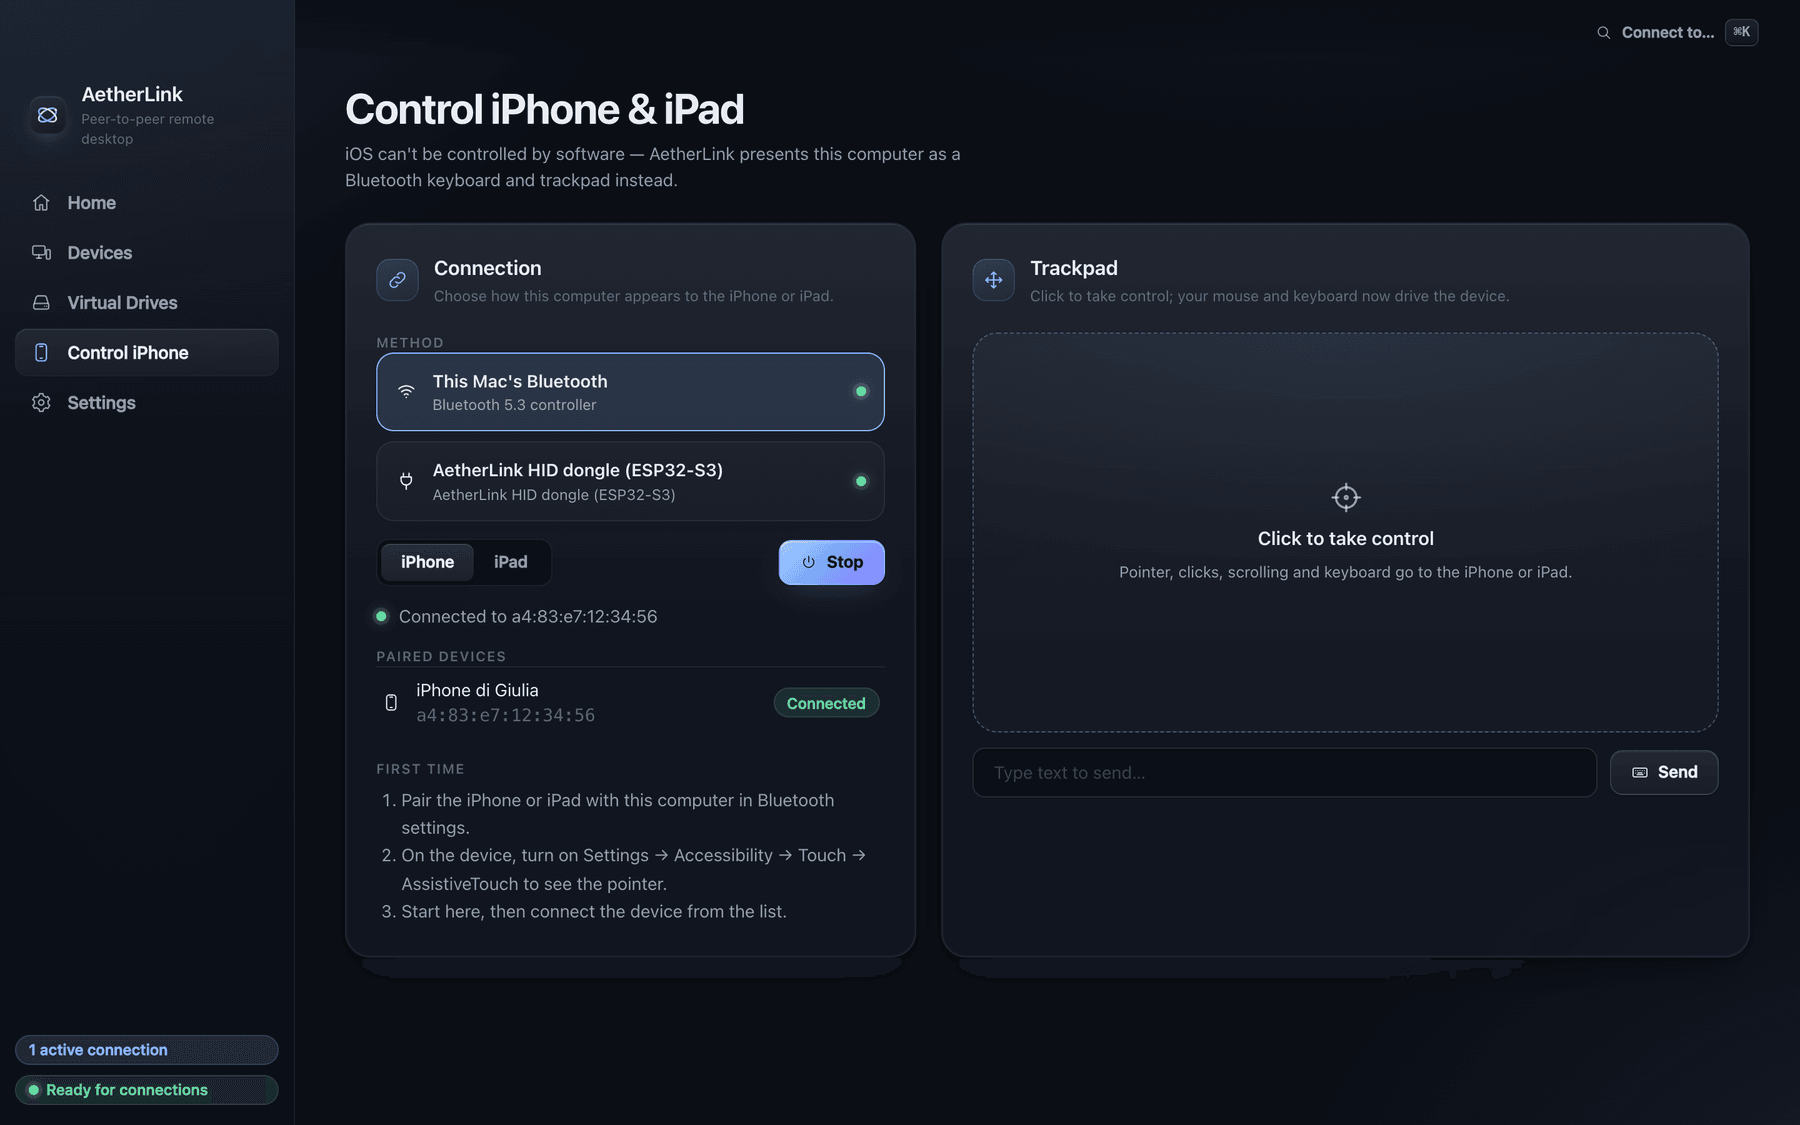 Connect to... ⌘K
AetherLink
Peer-to-peer remote
desktop
Home
Devices
Virtual Drives
Control iPhone
Settings
1 active connection
Ready for connections
Control iPhone & iPad
iOS can't be controlled by software — AetherLink presents this computer as a
Bluetooth keyboard and trackpad instead.
Connection
Choose how this computer appears to the iPhone or iPad.
METHOD
This Mac's Bluetooth
Bluetooth 5.3 controller
AetherLink HID dongle (ESP32-S3)
AetherLink HID dongle (ESP32-S3)
iPhone iPad Stop
Connected to a4:83:e7:12:34:56
PAIRED DEVICES
iPhone di Giulia
a4:83:e7:12:34:56
Connected
FIRST TIME
1. Pair the iPhone or iPad with this computer in Bluetooth
settings.
2. On the device, turn on Settings → Accessibility → Touch →
AssistiveTouch to see the pointer.
3. Start here, then connect the device from the list.
Trackpad
Click to take control; your mouse and keyboard now drive the device.
Click to take control
Pointer, clicks, scrolling and keyboard go to the iPhone or iPad.
Type text to send... Send